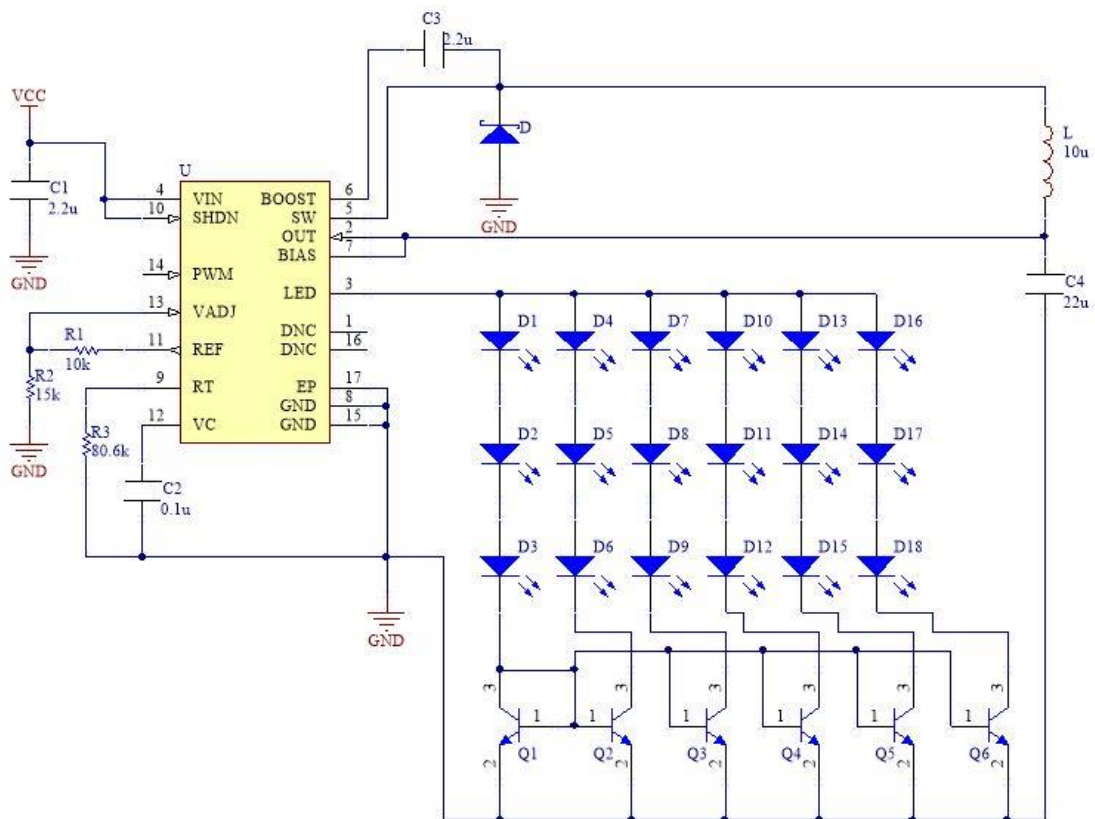 C3
2.2u
VCC
D
L
10u
U
C1
2.2u
GND
GND
4
VIN
BOOST
6
10
SHDN
SW
5
OUT
2
BIAS
7
14
PWM
LED
3
13
VADJ
DNC
1
R1
10k
11
REF
DNC
16
R2
15k
9
RT
EP
17
GND
8
12
VC
GND
15
GND
R3
80.6k
C2
0.1u
GND
C4
22u
D1
D4
D7
D10
D13
D16
D2
D5
D8
D11
D14
D17
D3
D6
D9
D12
D15
D18
3
3
3
3
3
3
1
1
1
1
1
1
2
Q1
2
Q2
2
Q3
2
Q4
2
Q5
2
Q6